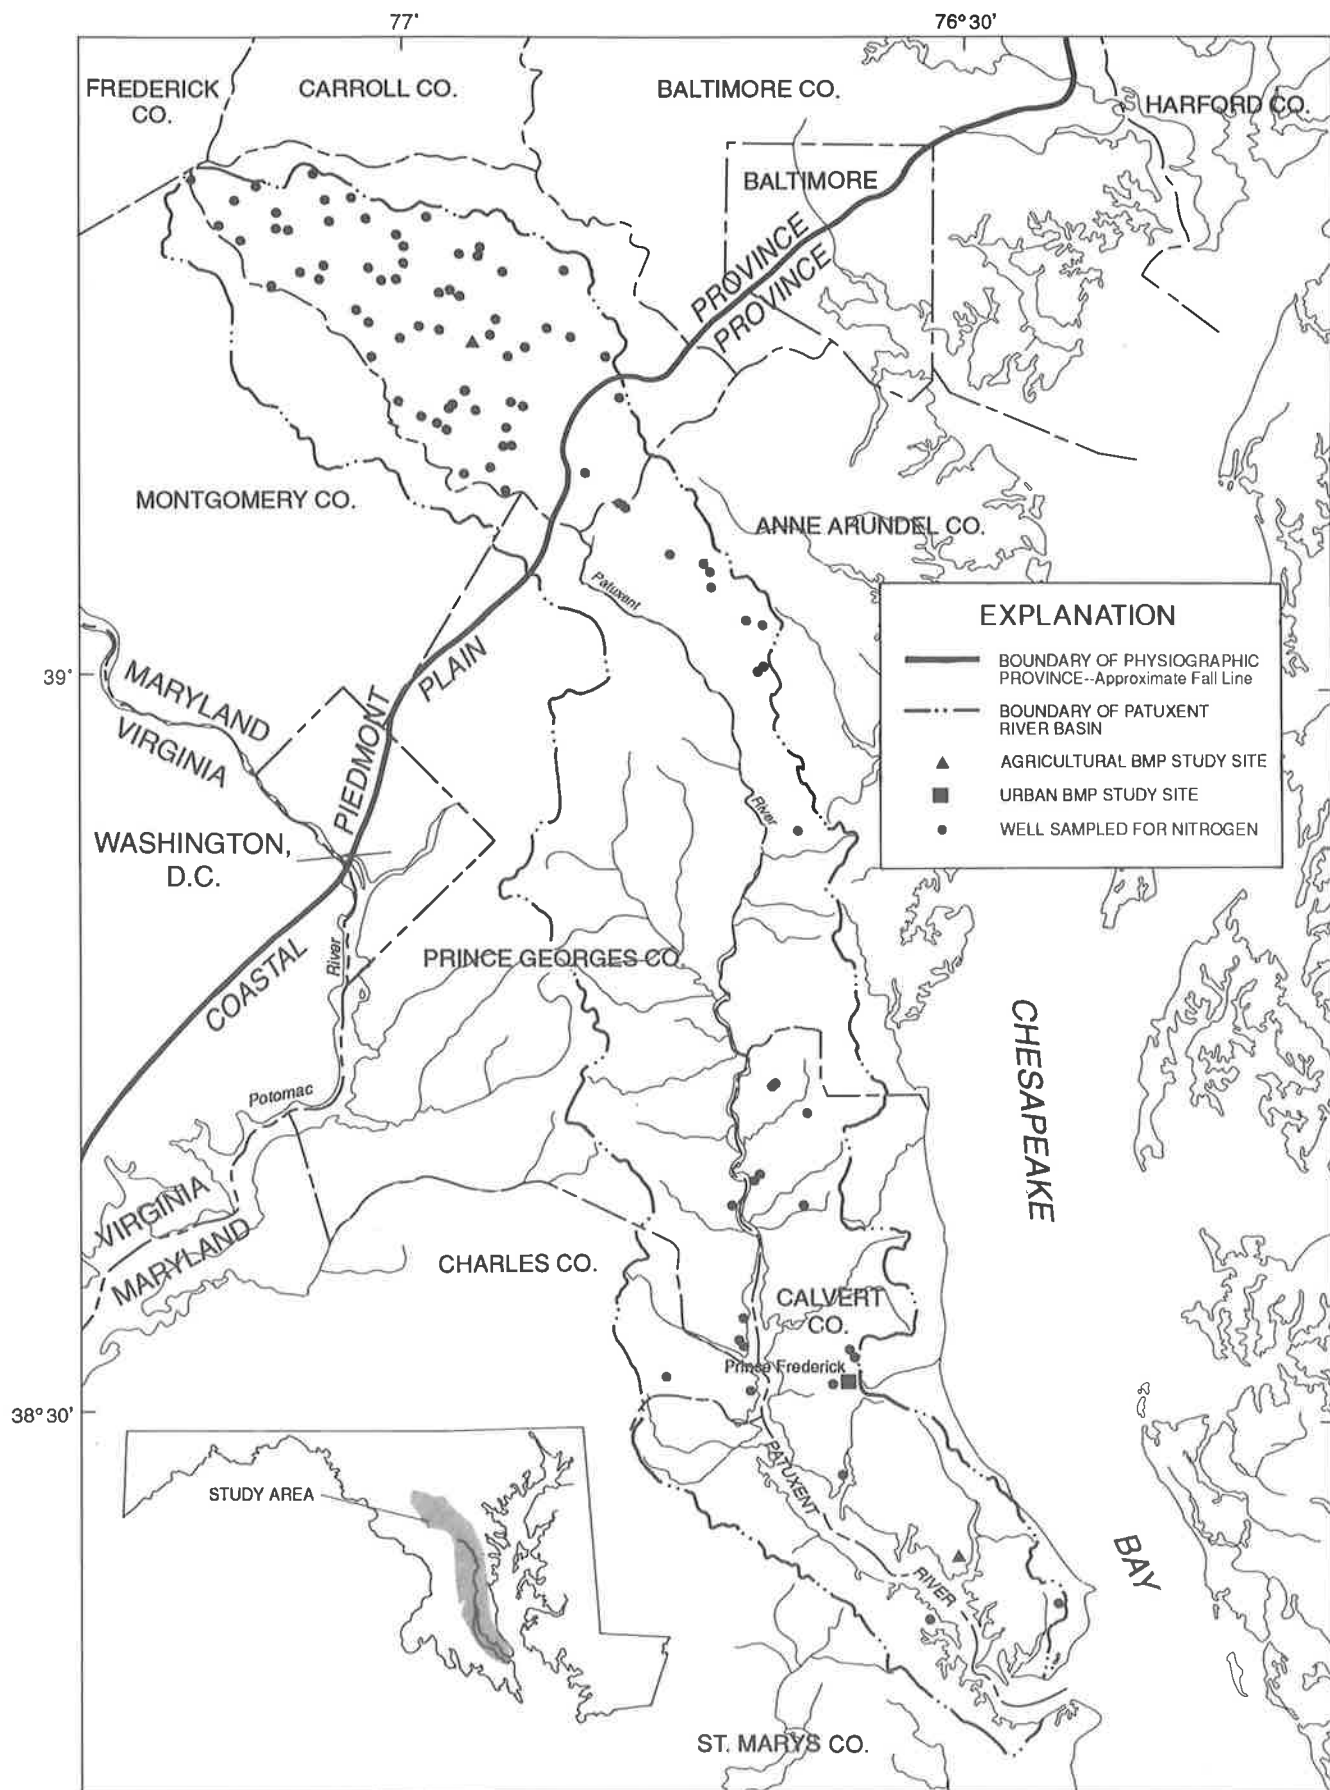 77°
76°30'
FREDERICK
CO.
CARROLL CO.
BALTIMORE CO.
HARFORD CO.
BALTIMORE
PROVINCE
PROVINCE
MONTGOMERY CO.
ANNE ARUNDEL CO.
Patuxent
EXPLANATION
BOUNDARY OF PHYSIOGRAPHIC
PROVINCE--Approximate Fall Line
BOUNDARY OF PATUXENT
RIVER BASIN
AGRICULTURAL BMP STUDY SITE
URBAN BMP STUDY SITE
WELL SAMPLED FOR NITROGEN
39°
MARYLAND
VIRGINIA
PIEDMONT
PLAIN
River
WASHINGTON,
D.C.
COASTAL
River
PRINCE GEORGES CO.
CHESAPEAKE
Potomac
VIRGINIA
MARYLAND
CHARLES CO.
CALVERT
CO.
Prince Frederick
38°30'
PATUXENT
STUDY AREA
RIVER
BAY
ST. MARYS CO.